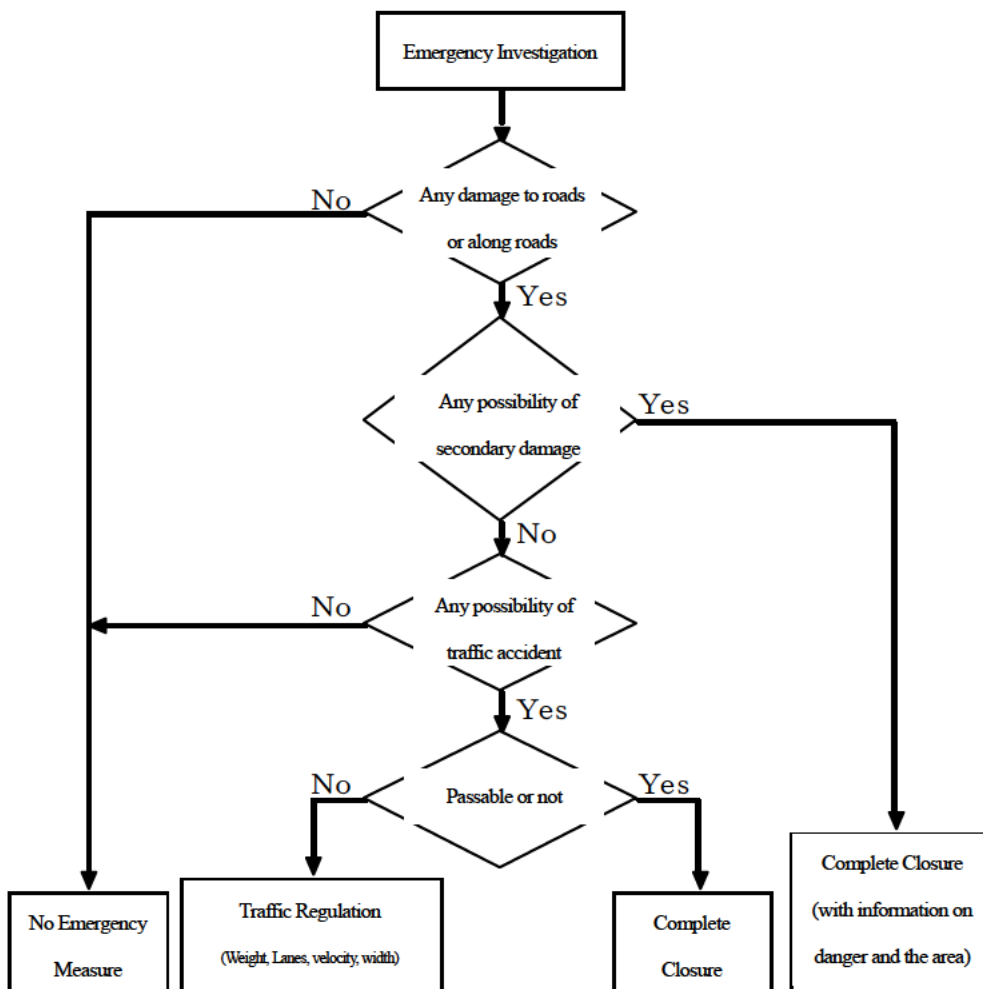 Emergency Investigation
No
Any damage to roads
or along roads
Yes
Any possibility of
secondary damage
Yes
No
No
Any possibility of
traffic accident
Yes
No
Passable or not
Yes
No Emergency
Measure
Traffic Regulation
(Weight, Lanes, velocity, width)
Complete
Closure
Complete Closure
(with information on
danger and the area)